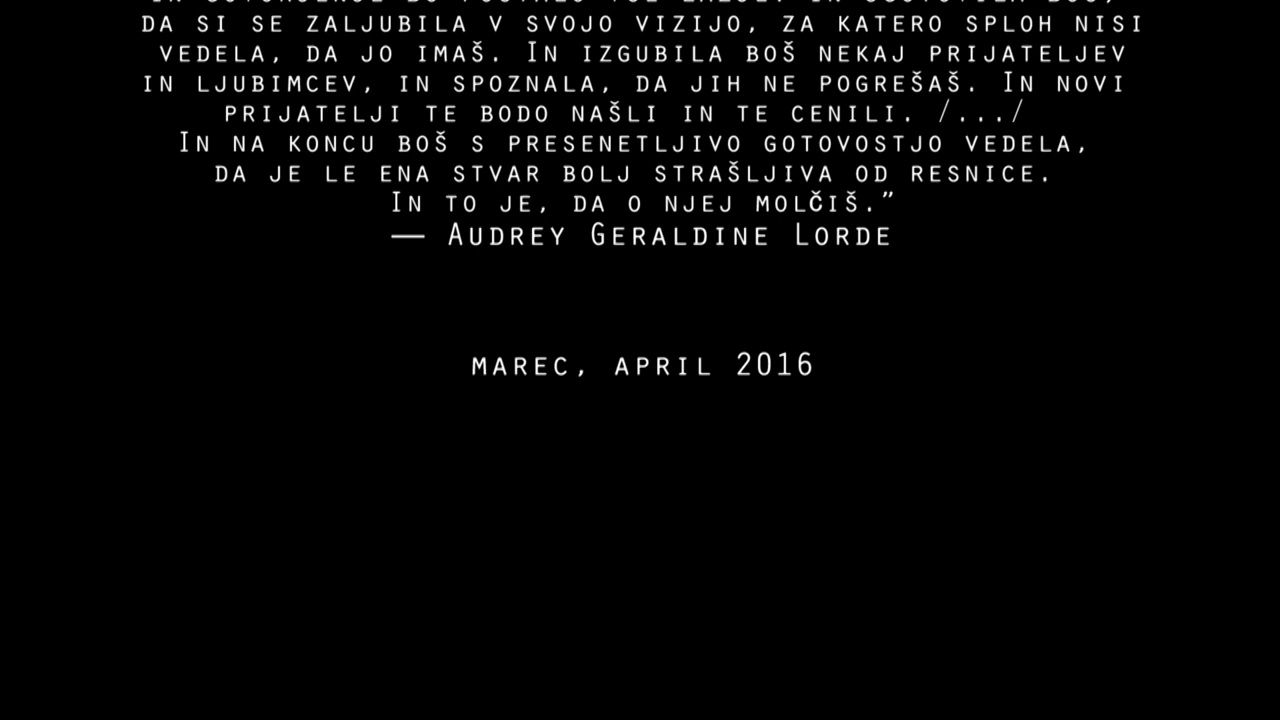 DA SI SE ZALJUBILA V SVOJO VIZIJO, ZA KATERO SPLOH NISI
VEDELA, DA JO IMAŠ. IN IZGUBILA BOŠ NEKAJ PRIJATELJEV
IN LJUBIMCEV, IN SPOZNALA, DA JIH NE POGREŠAŠ. IN NOVI
PRIJATELJI TE BODO NAŠLI IN TE CENILI. /.../
IN NA KONCU BOŠ S PRESENETLJIVO GOTOVOSTJO VEDELA,
DA JE LE ENA STVAR BOLJ STRAŠLJIVA OD RESNICE.
IN TO JE, DA O NJEJ MOLČIŠ.”
— AUDREY GERALDINE LORDE
MAREC, APRIL 2016